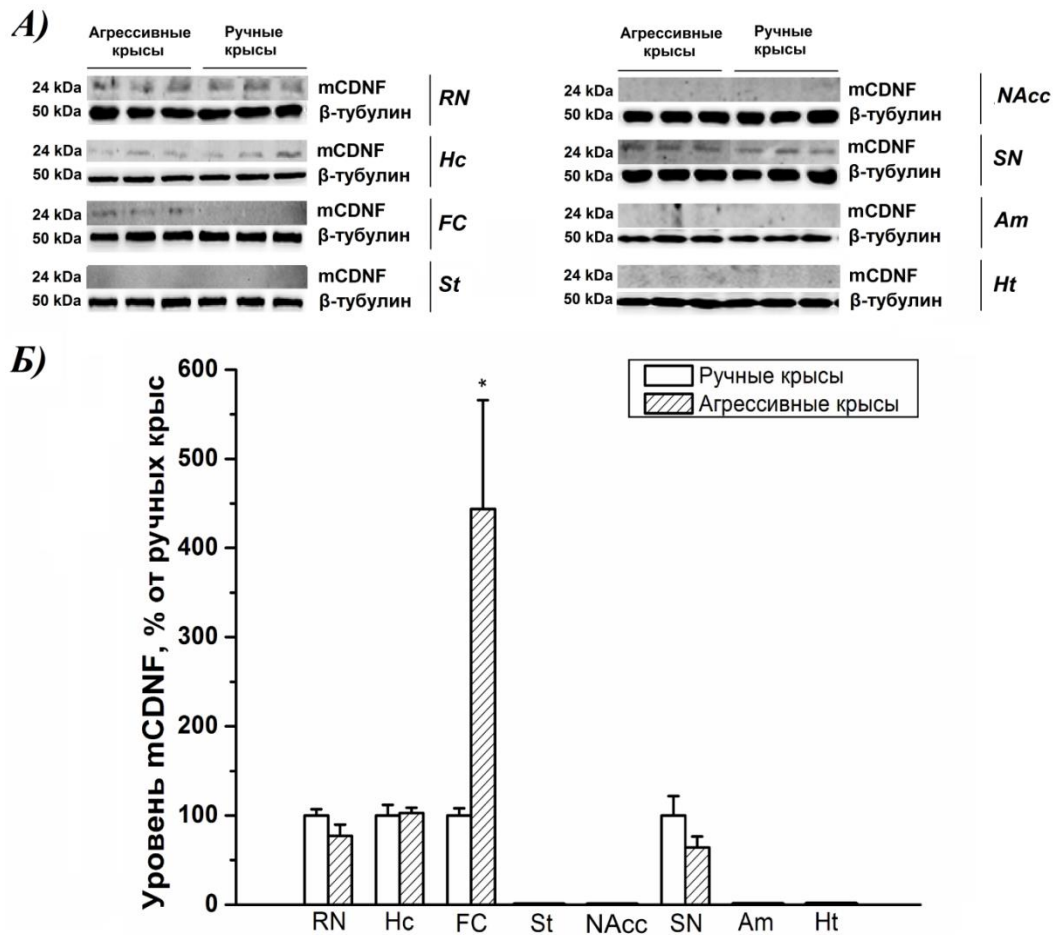 А)
Агрессивные крысы
Ручные крысы
24 kDa mCDNF
50 kDa β-тубулин
RN
24 kDa mCDNF
50 kDa β-тубулин
Hc
24 kDa mCDNF
50 kDa β-тубулин
FC
24 kDa mCDNF
50 kDa β-тубулин
St
Агрессивные крысы
Ручные крысы
24 kDa mCDNF
50 kDa β-тубулин
NAcc
24 kDa mCDNF
50 kDa β-тубулин
SN
24 kDa mCDNF
50 kDa β-тубулин
Am
24 kDa mCDNF
50 kDa β-тубулин
Ht
Б)
Уровень mCDNF, % от ручных крыс
600
500
400
300
200
100
0
*
Ручные крысы
Агрессивные крысы
RN Hc FC St NAcc SN Am Ht